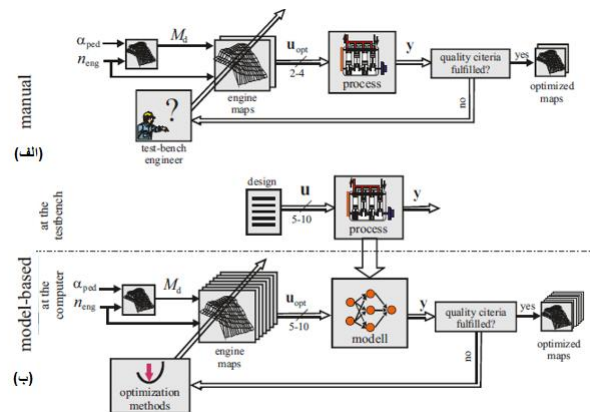 α_ped
n_eng
M_d
engine
maps
u_opt
2-4
process
y
quality citeria
fulfilled?
yes
no
optimized
maps
?
test-bench
engineer
manual
(الف)
at the
testbench
design
u
5-10
process
y
model-based
at the
computer
α_ped
n_eng
M_d
engine
maps
u_opt
5-10
modell
y
quality citeria
fulfilled?
yes
no
optimized
maps
optimization
methods
(ب)